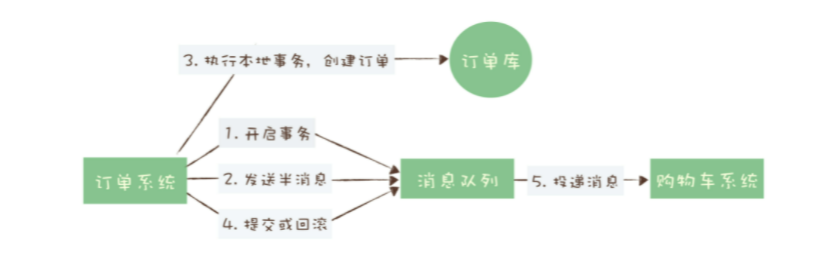 3. 执行本地事务，创建订单
订单库
1. 开启事务
订单系统
2. 发送半消息
消息队列
5. 投递消息
购物车系统
4. 提交或回滚